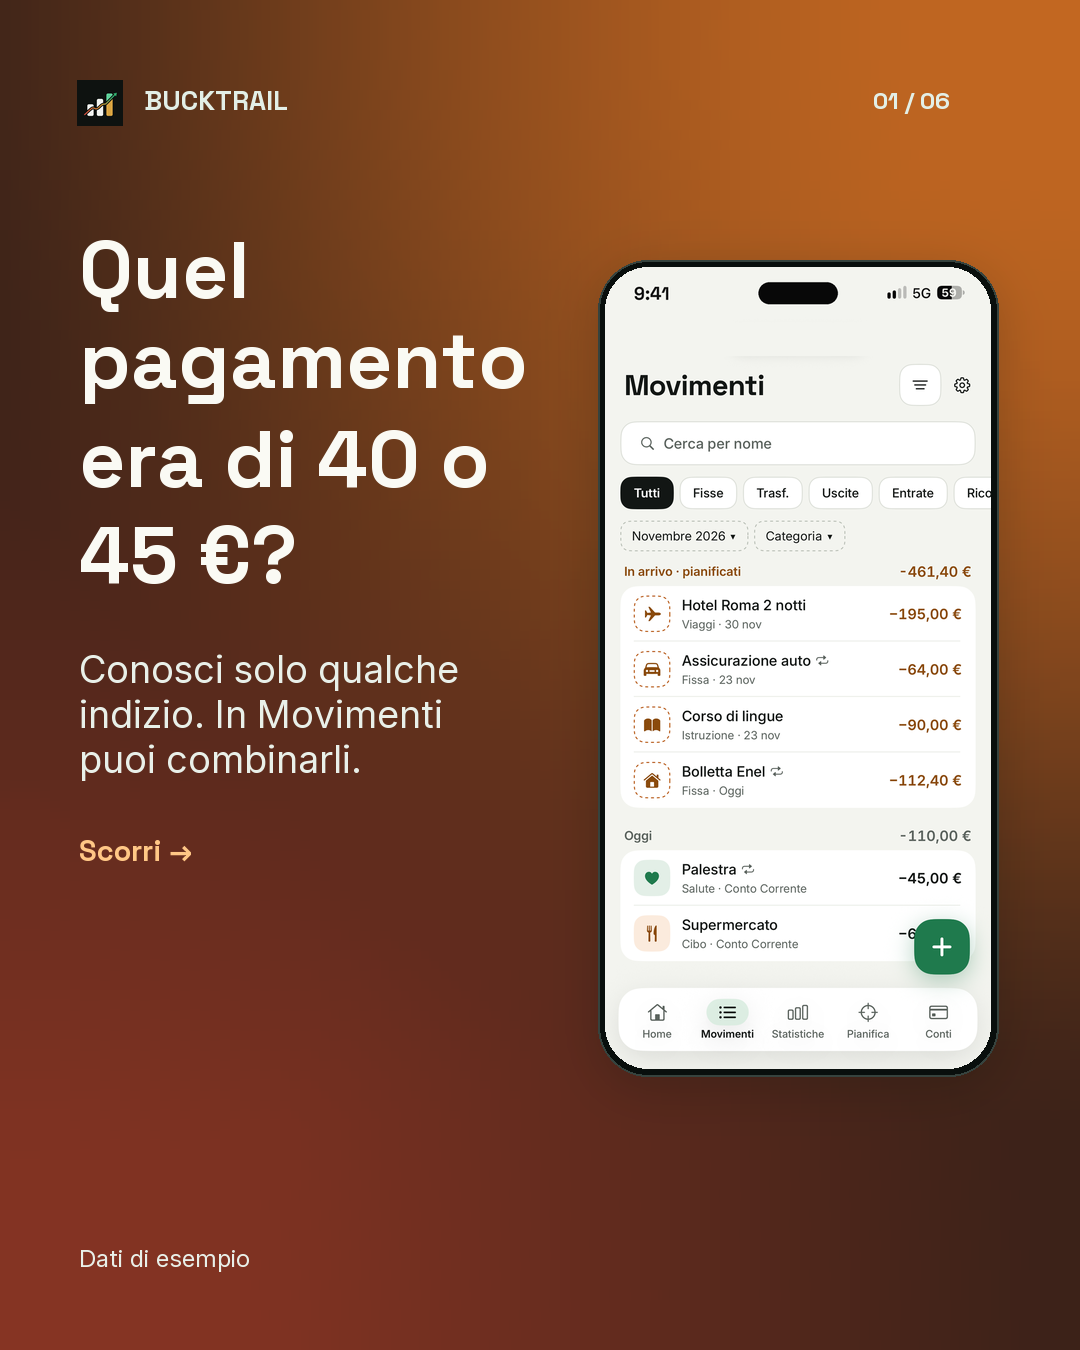 BUCKTRAIL
01 / 06
Quel
pagamento
era di 40 o
45 €?
Conosci solo qualche
indizio. In Movimenti
puoi combinarli.
Scorri →
9:41
5G 59
Movimenti
Cerca per nome
Tutti Fisse Trasf. Uscite Entrate Rico
Novembre 2026 ▾ Categoria ▾
In arrivo · pianificati -461,40 €
Hotel Roma 2 notti −195,00 €
Viaggi · 30 nov
Assicurazione auto −64,00 €
Fissa · 23 nov
Corso di lingue −90,00 €
Istruzione · 23 nov
Bolletta Enel −112,40 €
Fissa · Oggi
Oggi -110,00 €
Palestra −45,00 €
Salute · Conto Corrente
Supermercato −6
Cibo · Conto Corrente
Home Movimenti Statistiche Pianifica Conti
Dati di esempio